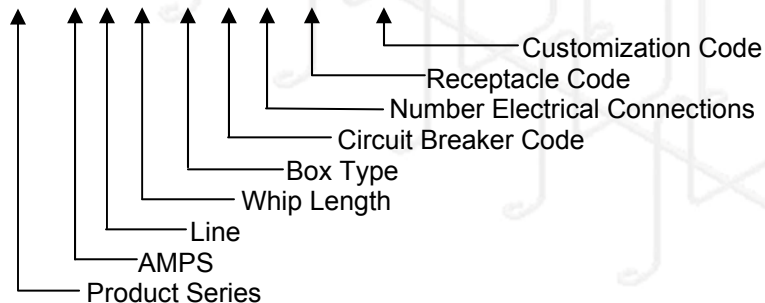 Customization Code
Receptacle Code
Number Electrical Connections
Circuit Breaker Code
Box Type
Whip Length
Line
AMPS
Product Series